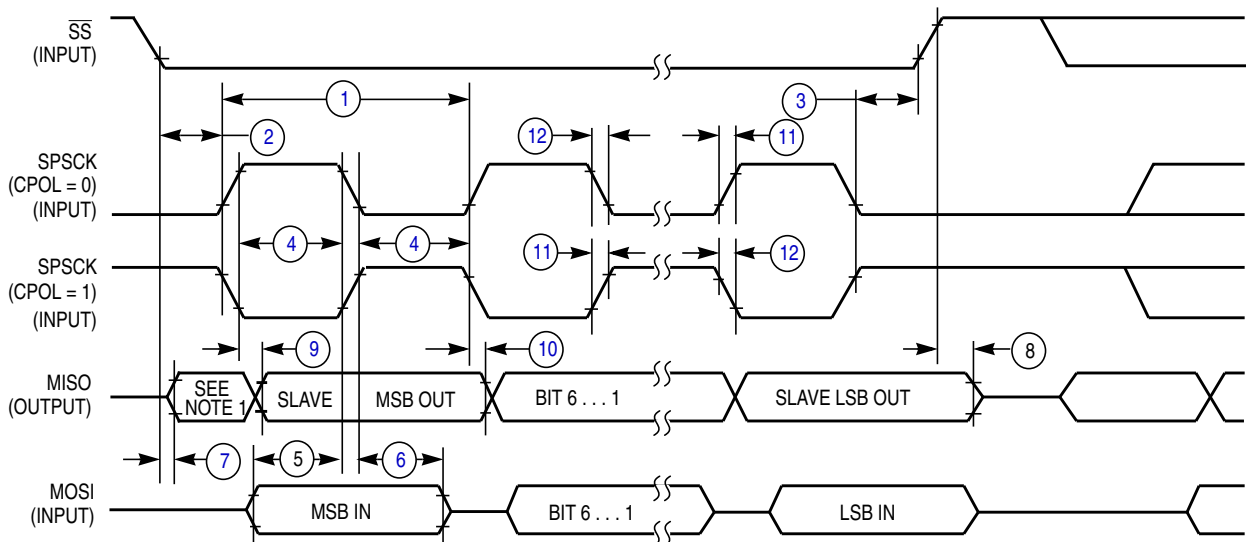 SS
(INPUT)
1
3
2
12
11
SPSCK
(CPOL = 0)
(INPUT)
4
4
11
12
SPSCK
(CPOL = 1)
(INPUT)
9
10
8
MISO
(OUTPUT)
SEE
NOTE 1
SLAVE
MSB OUT
BIT 6 . . . 1
SLAVE LSB OUT
7
5
6
MOSI
(INPUT)
MSB IN
BIT 6 . . . 1
LSB IN